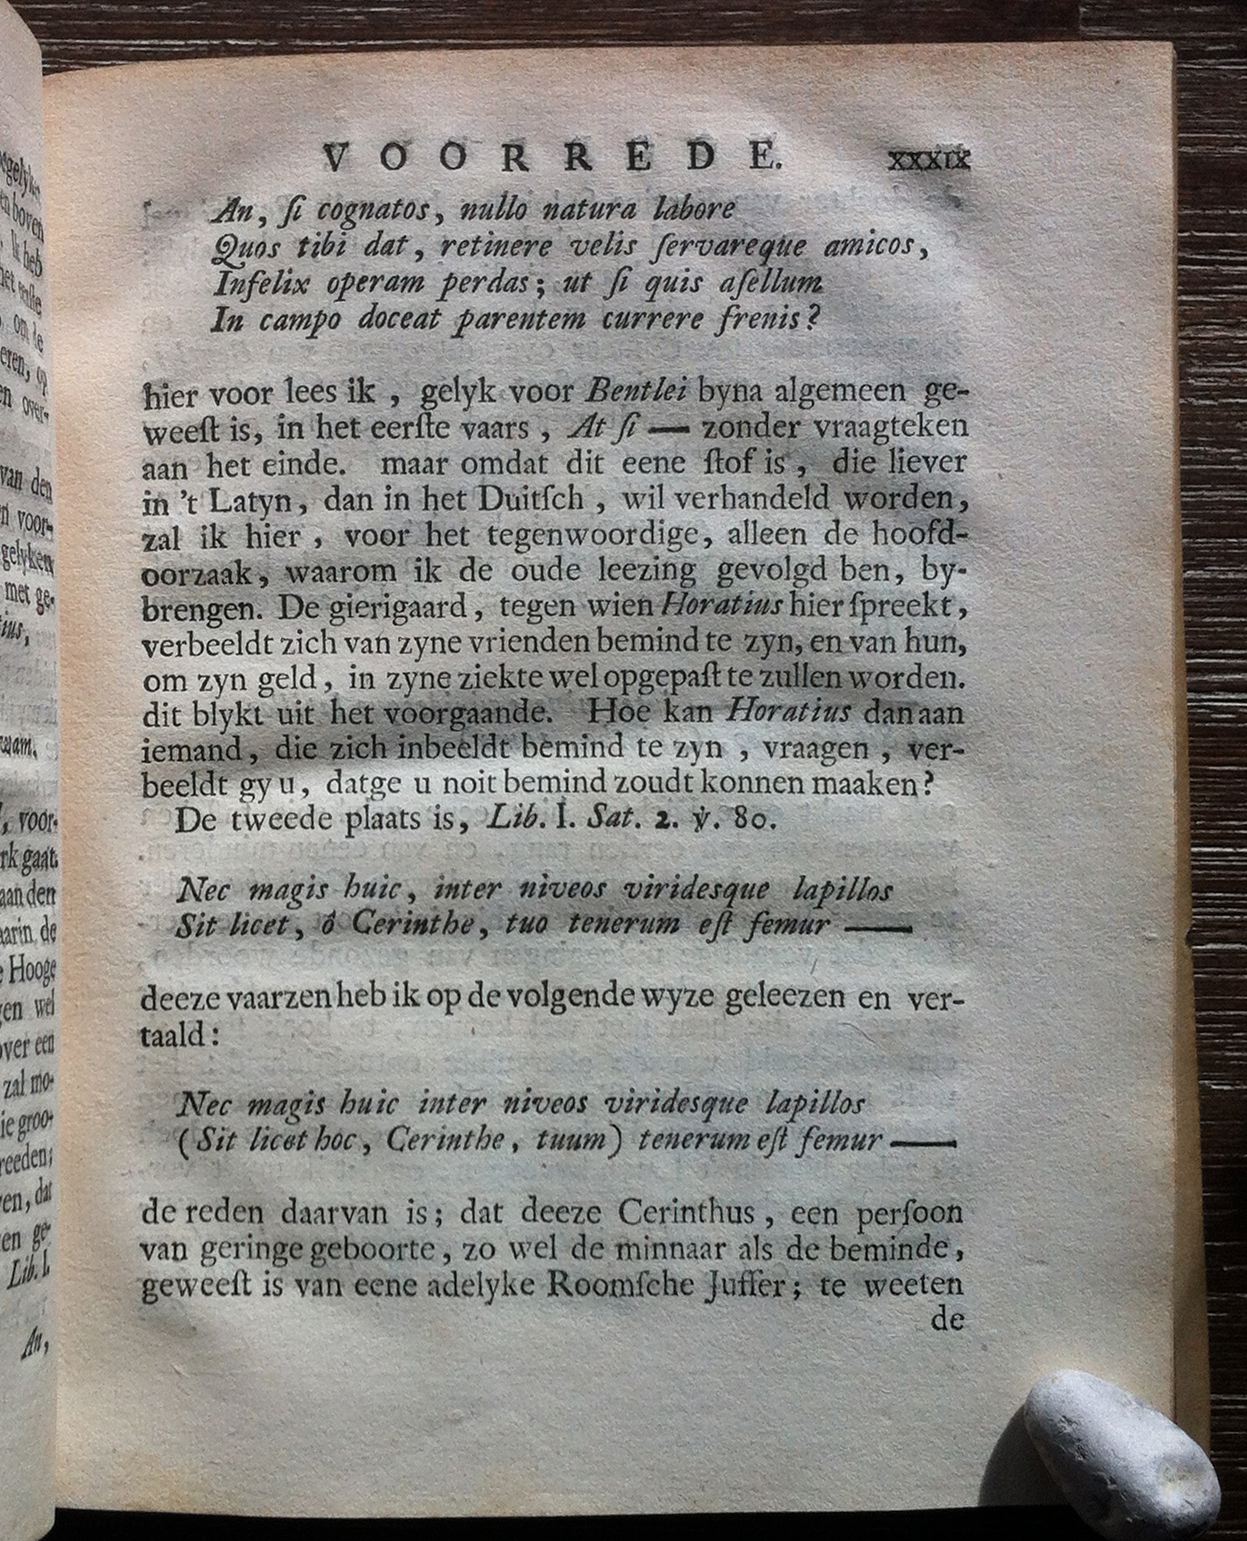 VOORREDE. XXXIX
An, ſi cognatos, nullo natura labore
Quos tibi dat, retinere velis ſervareque amicos,
Infelix operam perdas; ut ſi quis aſellum
In campo doceat parentem currere frenis?
hier voor lees ik, gelyk voor Bentlei byna algemeen ge-
weeſt is, in het eerſte vaars, At ſi — zonder vraagteken
aan het einde. maar omdat dit eene ſtof is, die liever
in 't Latyn, dan in het Duitſch, wil verhandeld worden,
zal ik hier, voor het tegenwoordige, alleen de hoofd-
oorzaak, waarom ik de oude leezing gevolgd ben, by-
brengen. De gierigaard, tegen wien Horatius hier ſpreekt,
verbeeldt zich van zyne vrienden bemind te zyn, en van hun,
om zyn geld, in zyne ziekte wel opgepaſt te zullen worden.
dit blykt uit het voorgaande. Hoe kan Horatius dan aan
iemand, die zich inbeeldt bemind te zyn, vraagen, ver-
beeldt gy u, datge u noit bemind zoudt konnen maaken?
De tweede plaats is, Lib. I. Sat. 2. ỿ. 80.
Nec magis huic, inter niveos viridesque lapillos
Sit licet, ô Cerinthe, tuo tenerum eſt femur —
deeze vaarzen heb ik op de volgende wyze geleezen en ver-
taald:
Nec magis huic inter niveos viridesque lapillos
(Sit licet hoc, Cerinthe, tuum) tenerum eſt femur —
de reden daarvan is; dat deeze Cerinthus, een perſoon
van geringe geboorte, zo wel de minnaar als de beminde,
geweeſt is van eene adelyke Roomſche Juffer; te weeten
de